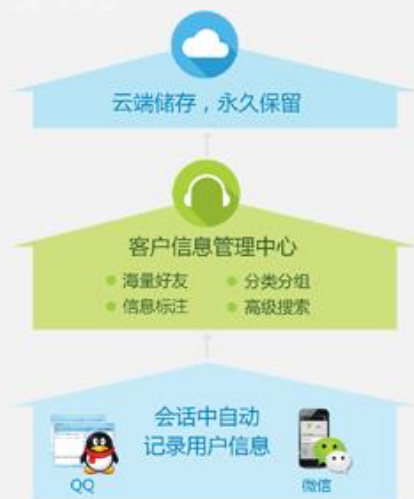 云端储存，永久保留
客户信息管理中心
海量好友 分类分组
信息标注 高级搜索
会话中自动
记录用户信息
QQ 微信